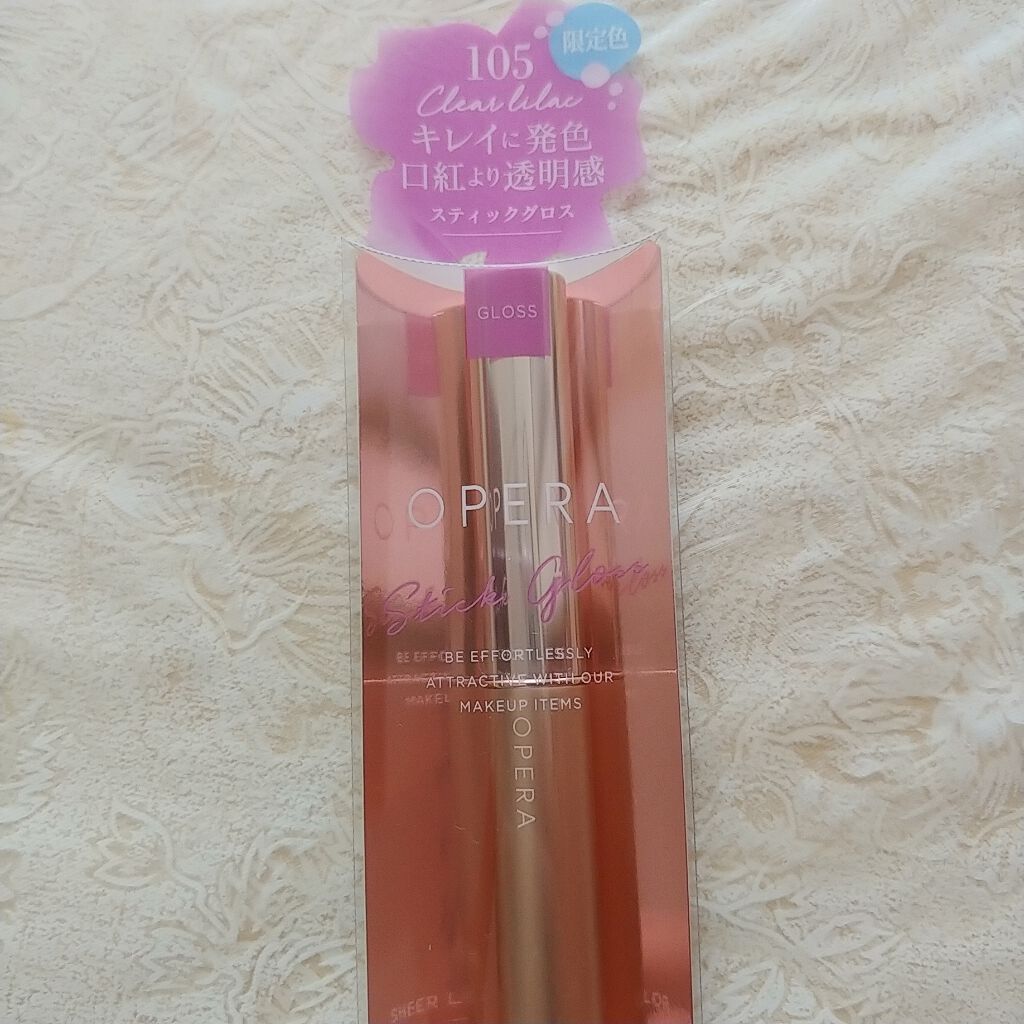 限定色
105
Clear lilac
キレイに発色
口紅より透明感
スティックグロス
GLOSS
OPERA
Stick Gloss
BE EFFORTLESSLY
ATTRACTIVE WITH OUR
MAKEUP ITEMS
OPERA
SHEER L